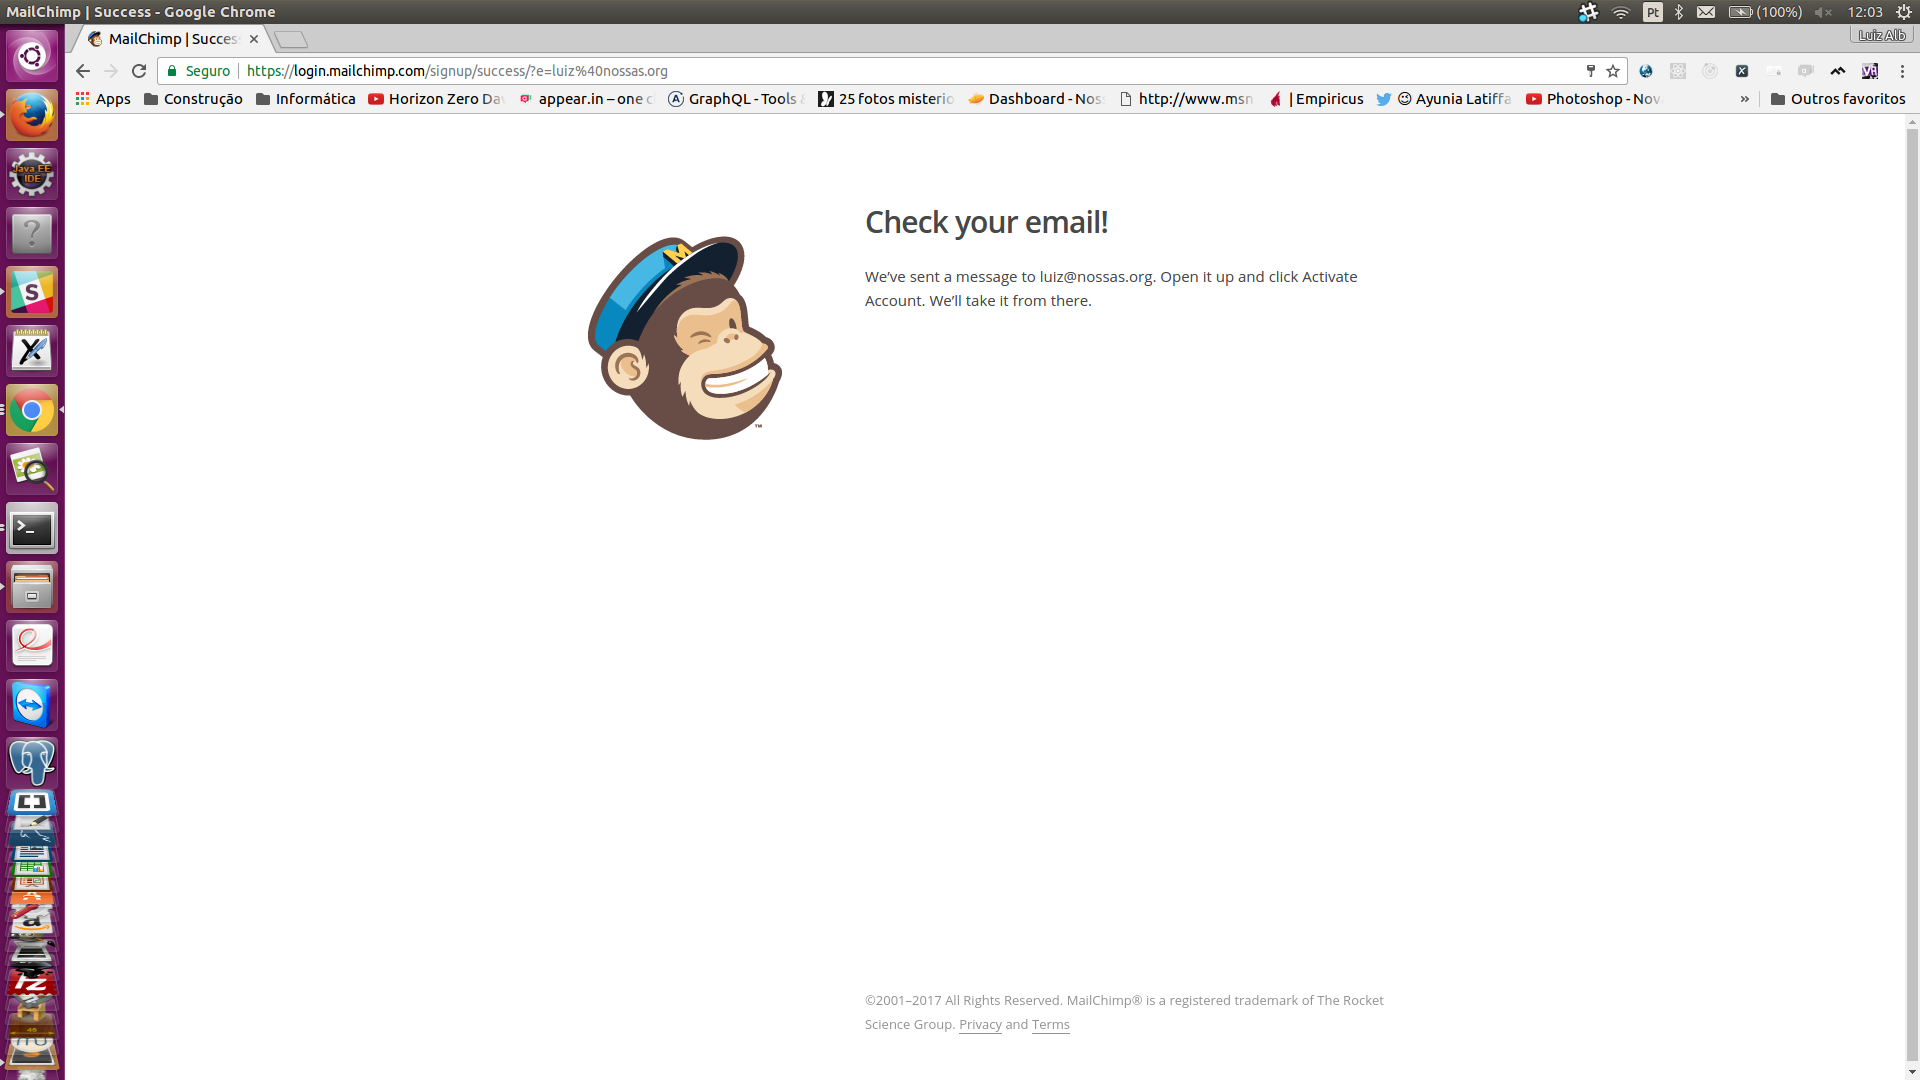 MailChimp | Success - Google Chrome
Pt
(100%)
12:03
MailChimp | Succes
Luiz Alb
Seguro
https://login.mailchimp.com/signup/success/?e=luiz%40nossas.org
Apps
Construção
Informática
Horizon Zero Da
appear.in – one c
GraphQL - Tools
25 fotos misterio
Dashboard - Nos
http://www.msn
| Empiricus
Ayunia Latiffa
Photoshop - Nov
»
Outros favoritos
Java EE
IDE
S
M
™
Check your email!
We’ve sent a message to luiz@nossas.org. Open it up and click Activate
Account. We’ll take it from there.
©2001–2017 All Rights Reserved. MailChimp® is a registered trademark of The Rocket
Science Group. Privacy and Terms